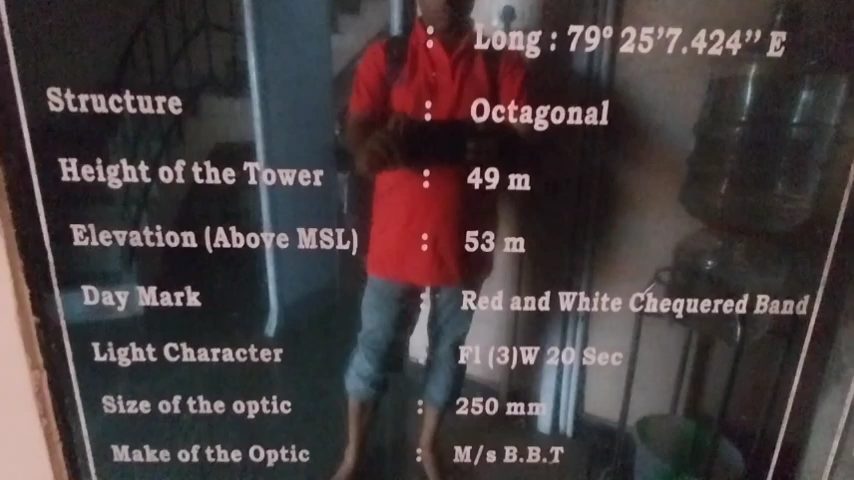 : Long : 79° 25’7.424” E
Structure : Octagonal
Height of the Tower : 49 m
Elevation (Above MSL) : 53 m
Day Mark : Red and White Chequered Band
Light Character Fl (3)W 20 Sec
Size of the optic : 250 mm
Make of the Optic : M/s B.B.T